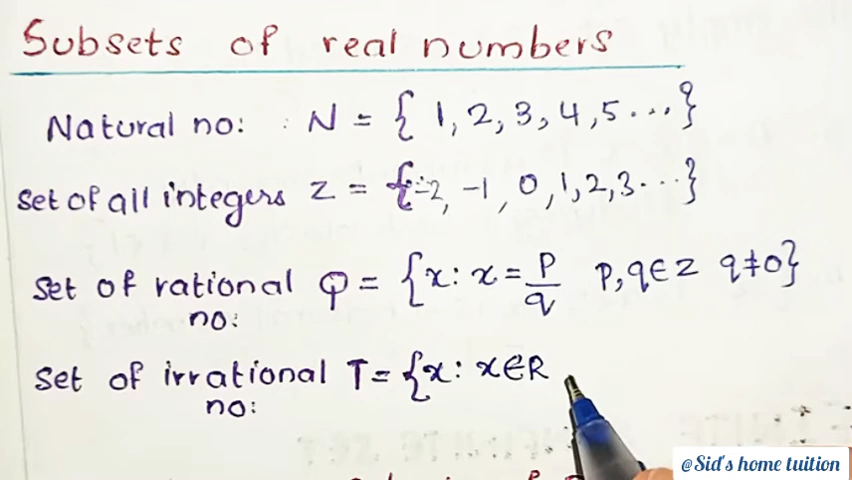 Subsets of real numbers
Natural no: : N = { 1, 2, 3, 4, 5 ... }
Set of all integers Z = {...-2, -1, 0, 1, 2, 3 ... }
Set of rational no: Q = {x : x = p/q p, q ∈ Z q ≠ 0}
Set of irrational no: T = {x : x ∈ R
@Sid's home tuition